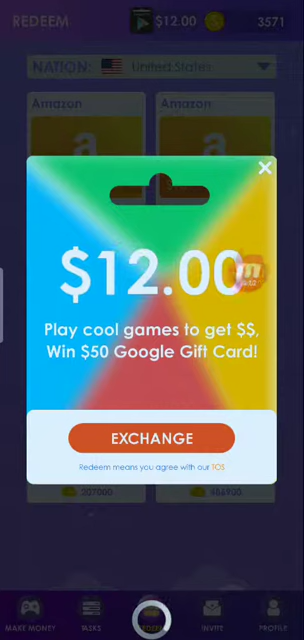 REDEEM
$12.00
3571
NATION:
United States
Amazon
Amazon
$12.00
Play cool games to get $$,
Win $50 Google Gift Card!
EXCHANGE
Redeem means you agree with our TOS
207000
MAKE MONEY
TASKS
REDEEM
INVITE
PROFILE